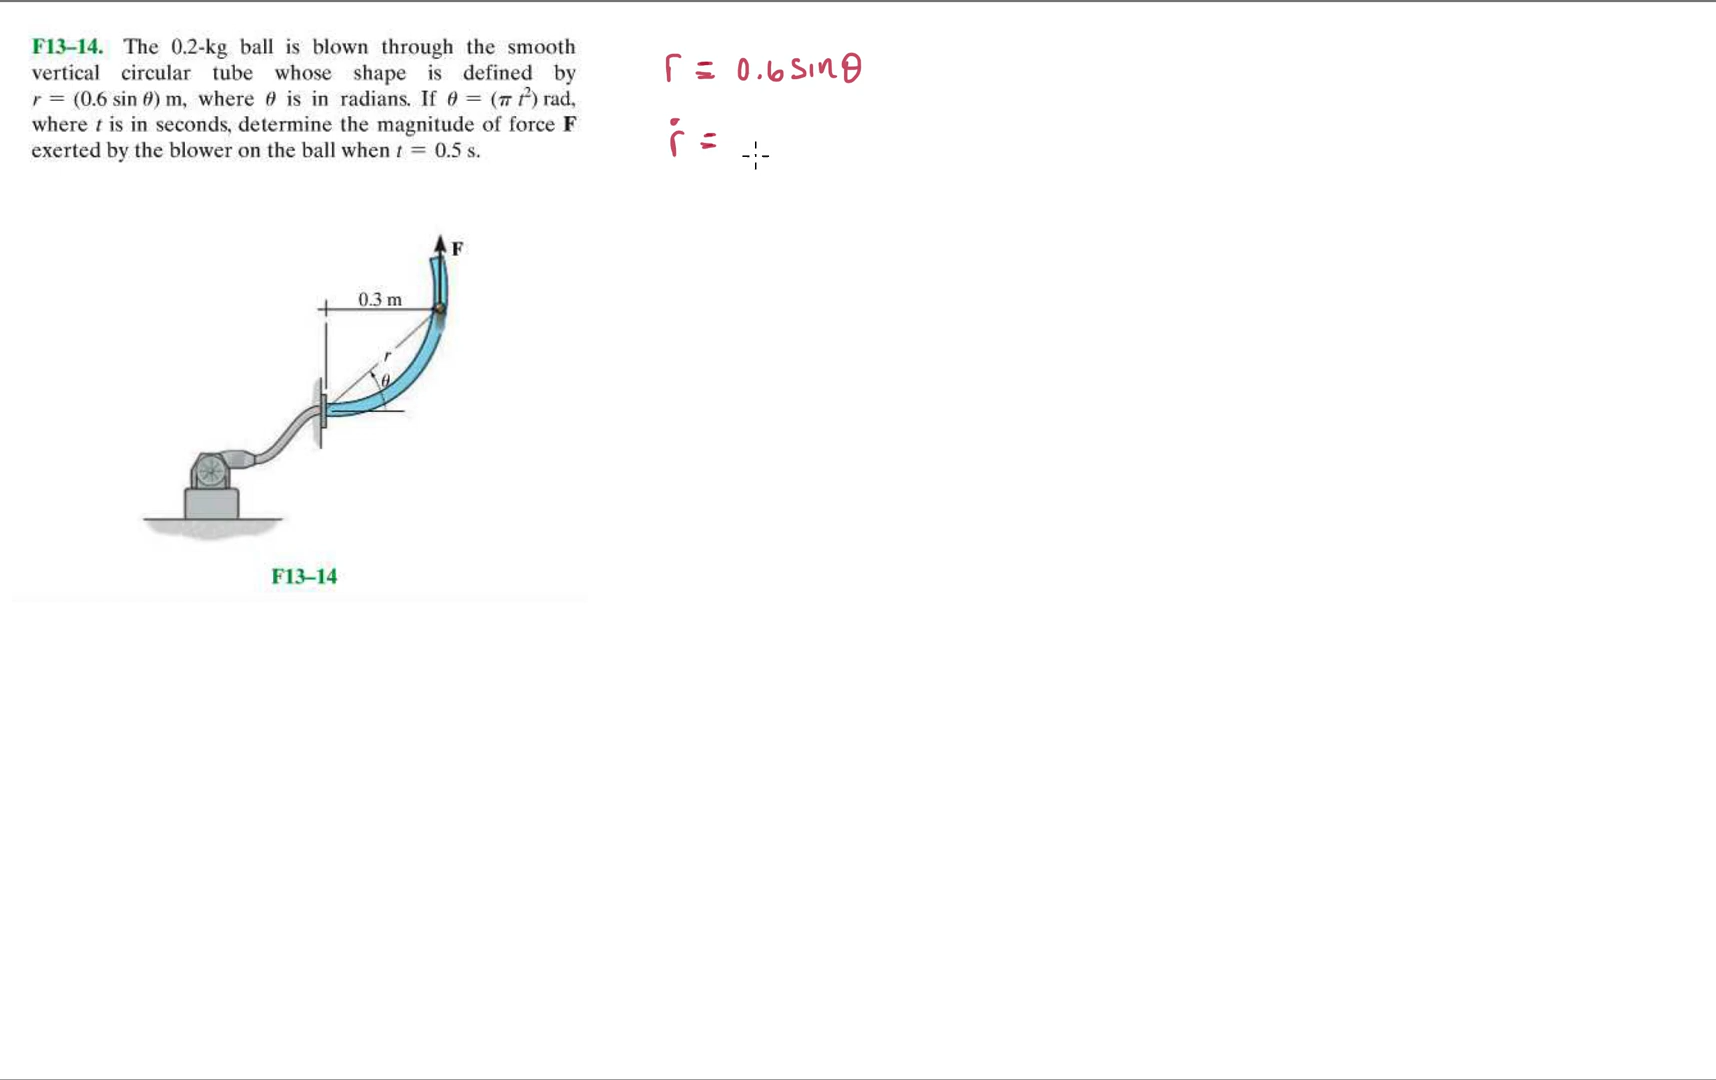 F13–14. The 0.2-kg ball is blown through the smooth
vertical circular tube whose shape is defined by
r = (0.6 sin θ) m, where θ is in radians. If θ = (π t²) rad,
where t is in seconds, determine the magnitude of force F
exerted by the blower on the ball when t = 0.5 s.
r = 0.6 sinθ
ṙ =
F
0.3 m
r
θ
F13–14